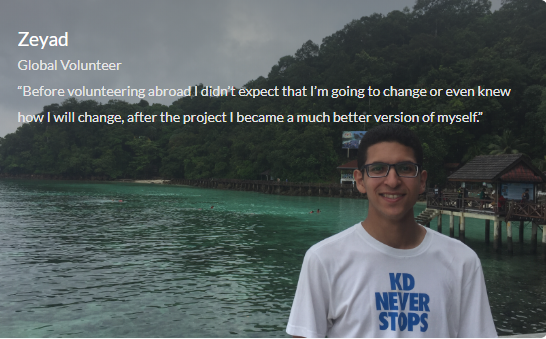 Zeyad
Global Volunteer
“Before volunteering abroad I didn't expect that I'm going to change or even knew
how I will change, after the project I became a much better version of myself.”
KD
NEVER
STOPS